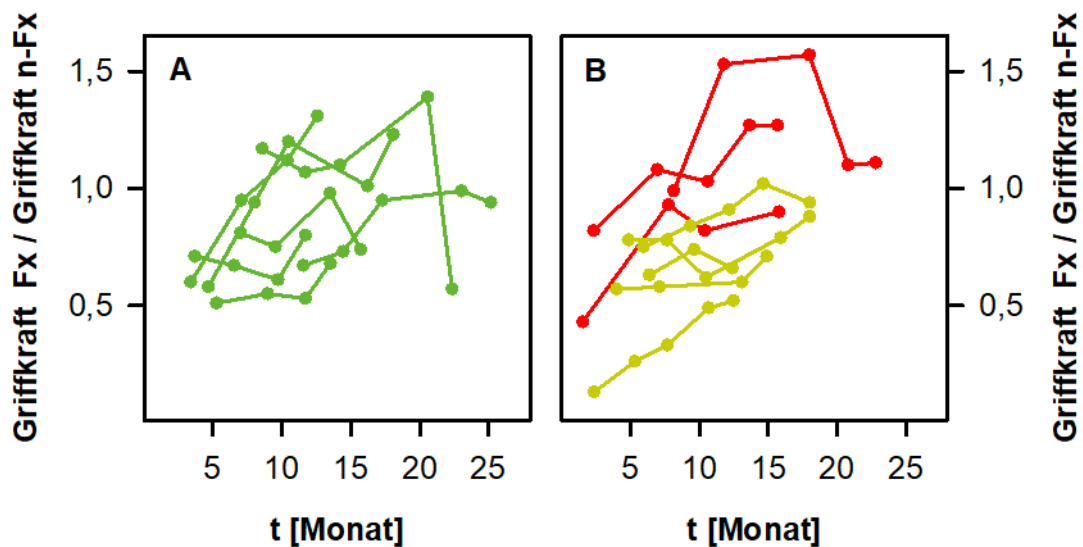 Griffkraft Fx / Griffkraft n-Fx
A
1,5
1,0
0,5
5 10 15 20 25
t [Monat]
B
1,5
1,0
0,5
5 10 15 20 25
t [Monat]
Griffkraft Fx / Griffkraft n-Fx